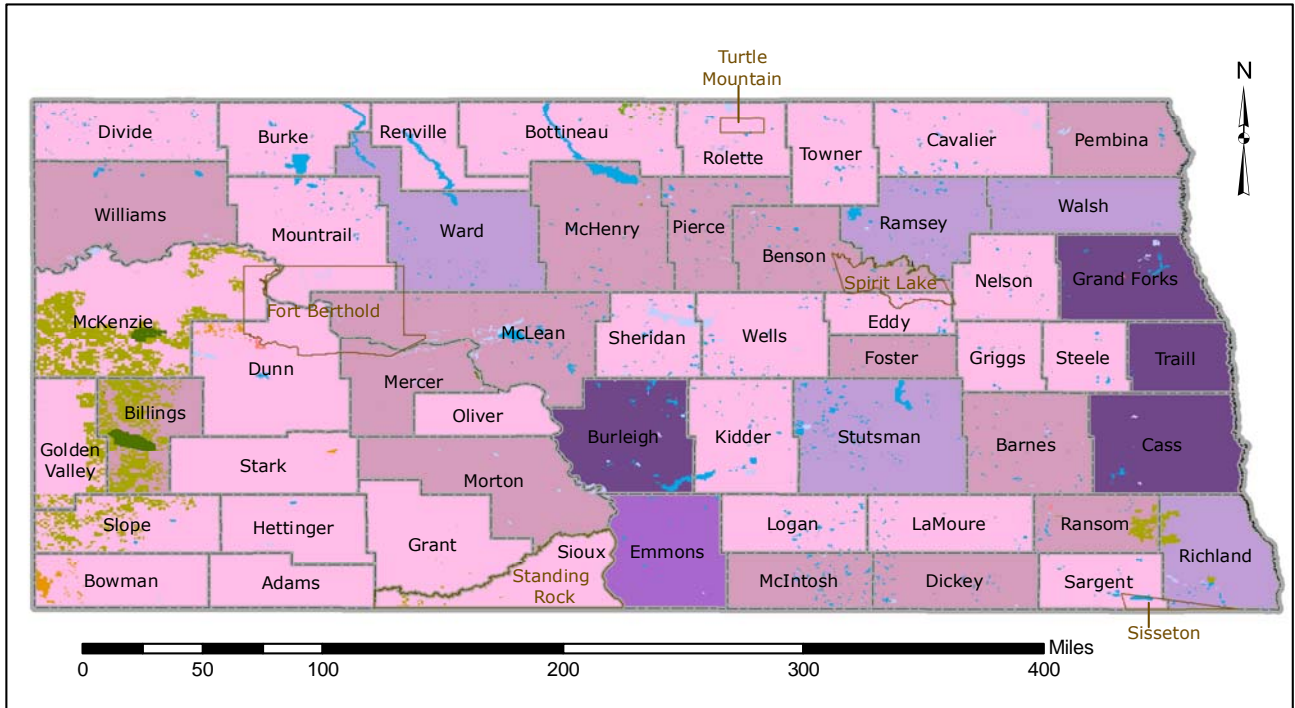 Turtle
Mountain
N
Divide
Burke
Renville
Bottineau
Rolette
Towner
Cavalier
Pembina
Williams
Mountrail
Ward
McHenry
Pierce
Benson
Ramsey
Walsh
Spirit Lake
Nelson
Grand Forks
McKenzie
Fort Berthold
McLean
Sheridan
Wells
Eddy
Dunn
Mercer
Foster
Griggs
Steele
Traill
Billings
Oliver
Golden
Valley
Stark
Burleigh
Kidder
Stutsman
Barnes
Cass
Morton
Slope
Hettinger
Grant
Sioux
Emmons
Logan
LaMoure
Ransom
Richland
Bowman
Adams
Standing
Rock
McIntosh
Dickey
Sargent
Sisseton
Miles
0
50
100
200
300
400